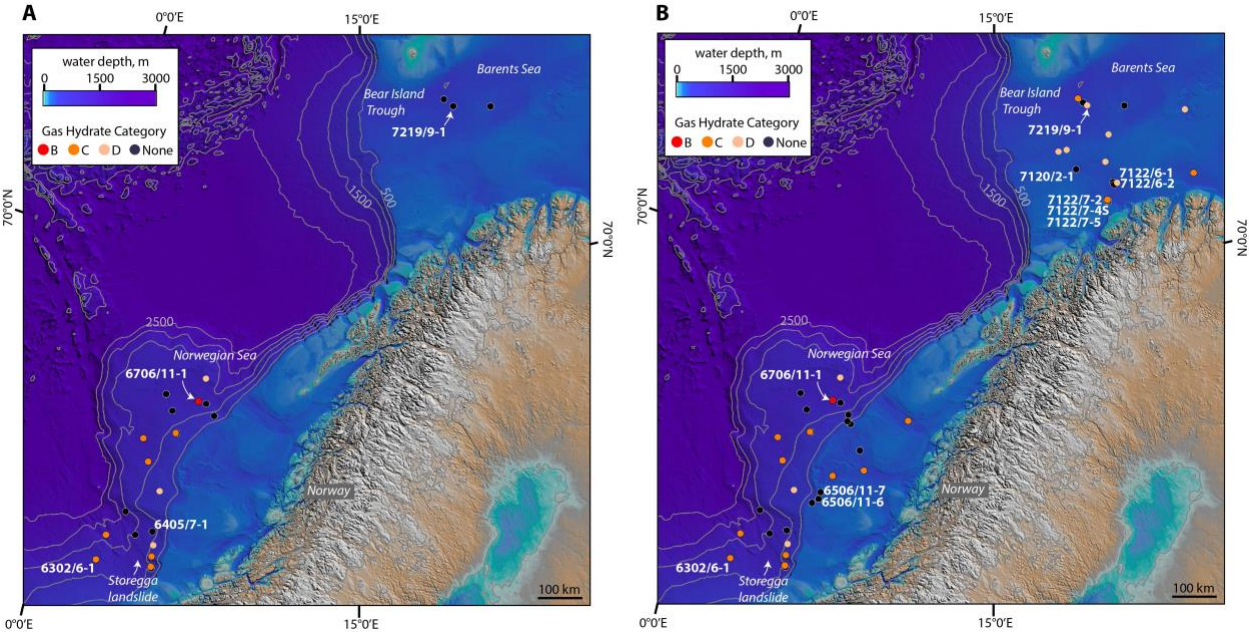 A
0°0'E
15°0'E
water depth, m
0 1500 3000
Gas Hydrate Category
B C D None
Barents Sea
Bear Island
Trough
7219/9-1
500
1500
70°0'N
70°0'N
2500
Norwegian Sea
6706/11-1
Norway
6405/7-1
6302/6-1
Storegga
landslide
100 km
0°0'E
15°0'E
B
0°0'E
15°0'E
water depth, m
0 1500 3000
Gas Hydrate Category
B C D None
Barents Sea
Bear Island
Trough
7219/9-1
7120/2-1
7122/6-1
7122/6-2
7122/7-2
7122/7-4S
7122/7-5
500
1500
70°0'N
70°0'N
2500
Norwegian Sea
6706/11-1
6506/11-7
6506/11-6
Norway
6302/6-1
Storegga
landslide
100 km
0°0'E
15°0'E